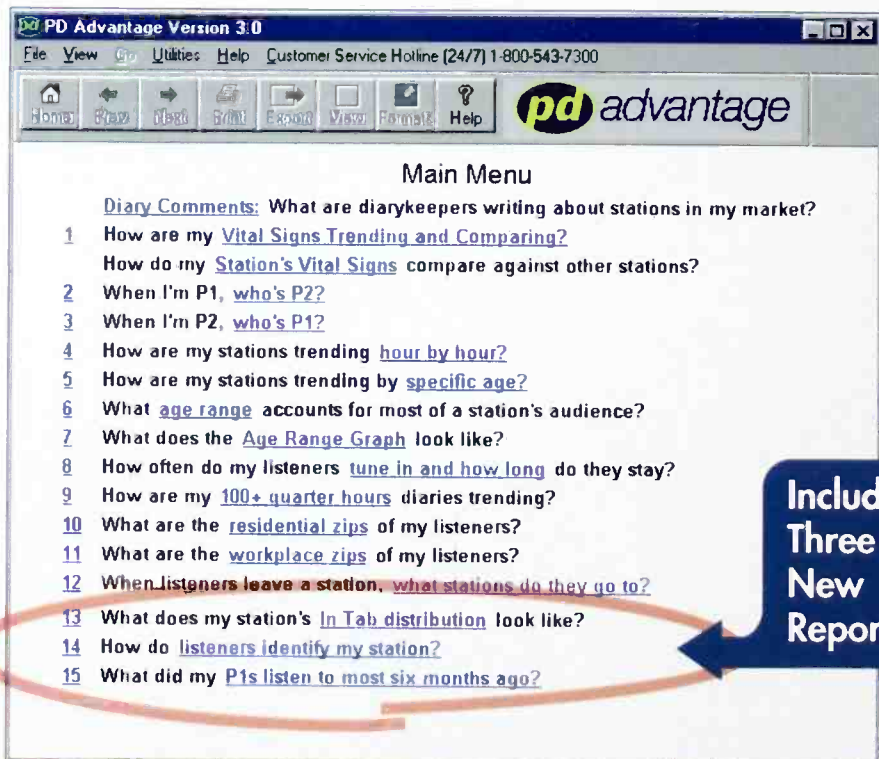 pd PD Advantage Version 3.0
File View Go Utilities Help Customer Service Hotline (24/7) 1-800-543-7300
Home Prev Next Print Export View Formats Help pd advantage
Main Menu
Diary Comments: What are diarykeepers writing about stations in my market?
1 How are my Vital Signs Trending and Comparing?
How do my Station's Vital Signs compare against other stations?
2 When I'm P1, who's P2?
3 When I'm P2, who's P1?
4 How are my stations trending hour by hour?
5 How are my stations trending by specific age?
6 What age range accounts for most of a station's audience?
7 What does the Age Range Graph look like?
8 How often do my listeners tune in and how long do they stay?
9 How are my 100+ quarter hours diaries trending?
10 What are the residential zips of my listeners?
11 What are the workplace zips of my listeners?
12 When listeners leave a station, what stations do they go to?
13 What does my station's In Tab distribution look like?
14 How do listeners identify my station?
15 What did my P1s listen to most six months ago?
Includ
Three
New
Repor